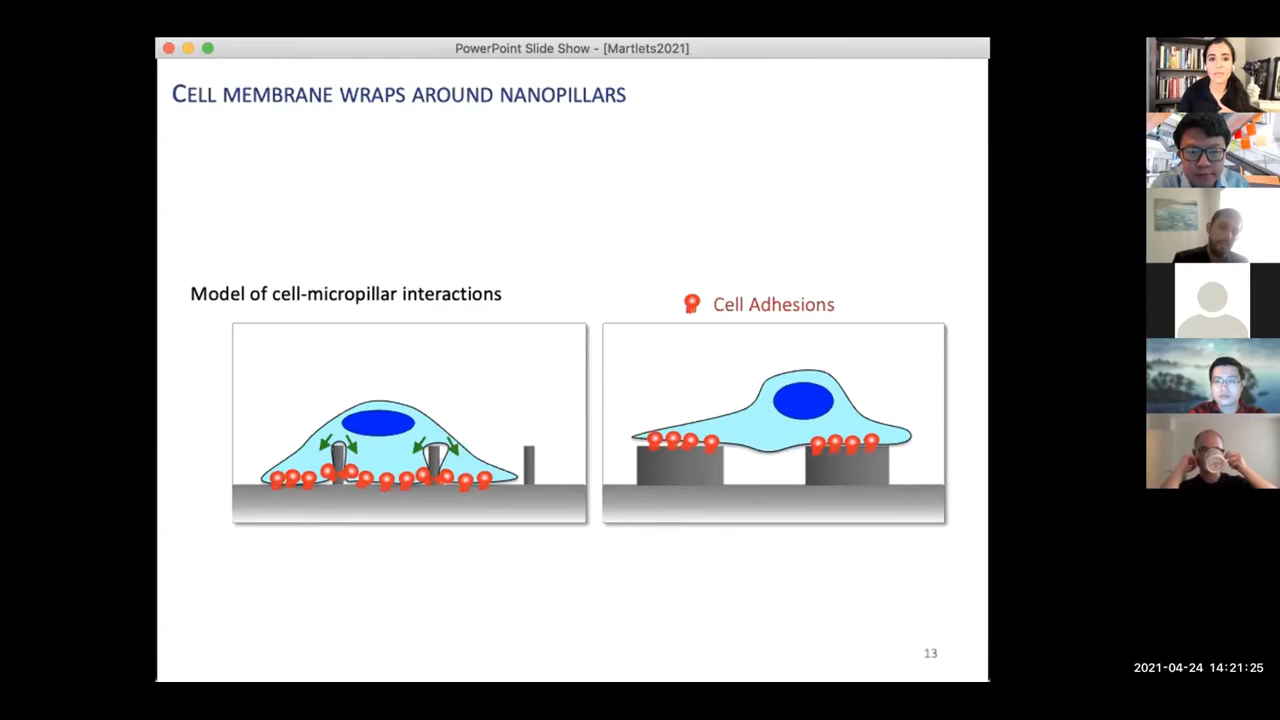 PowerPoint Slide Show - [Martlets2021]
CELL MEMBRANE WRAPS AROUND NANOPILLARS
Model of cell-micropillar interactions
Cell Adhesions
13
2021-04-24 14:21:25